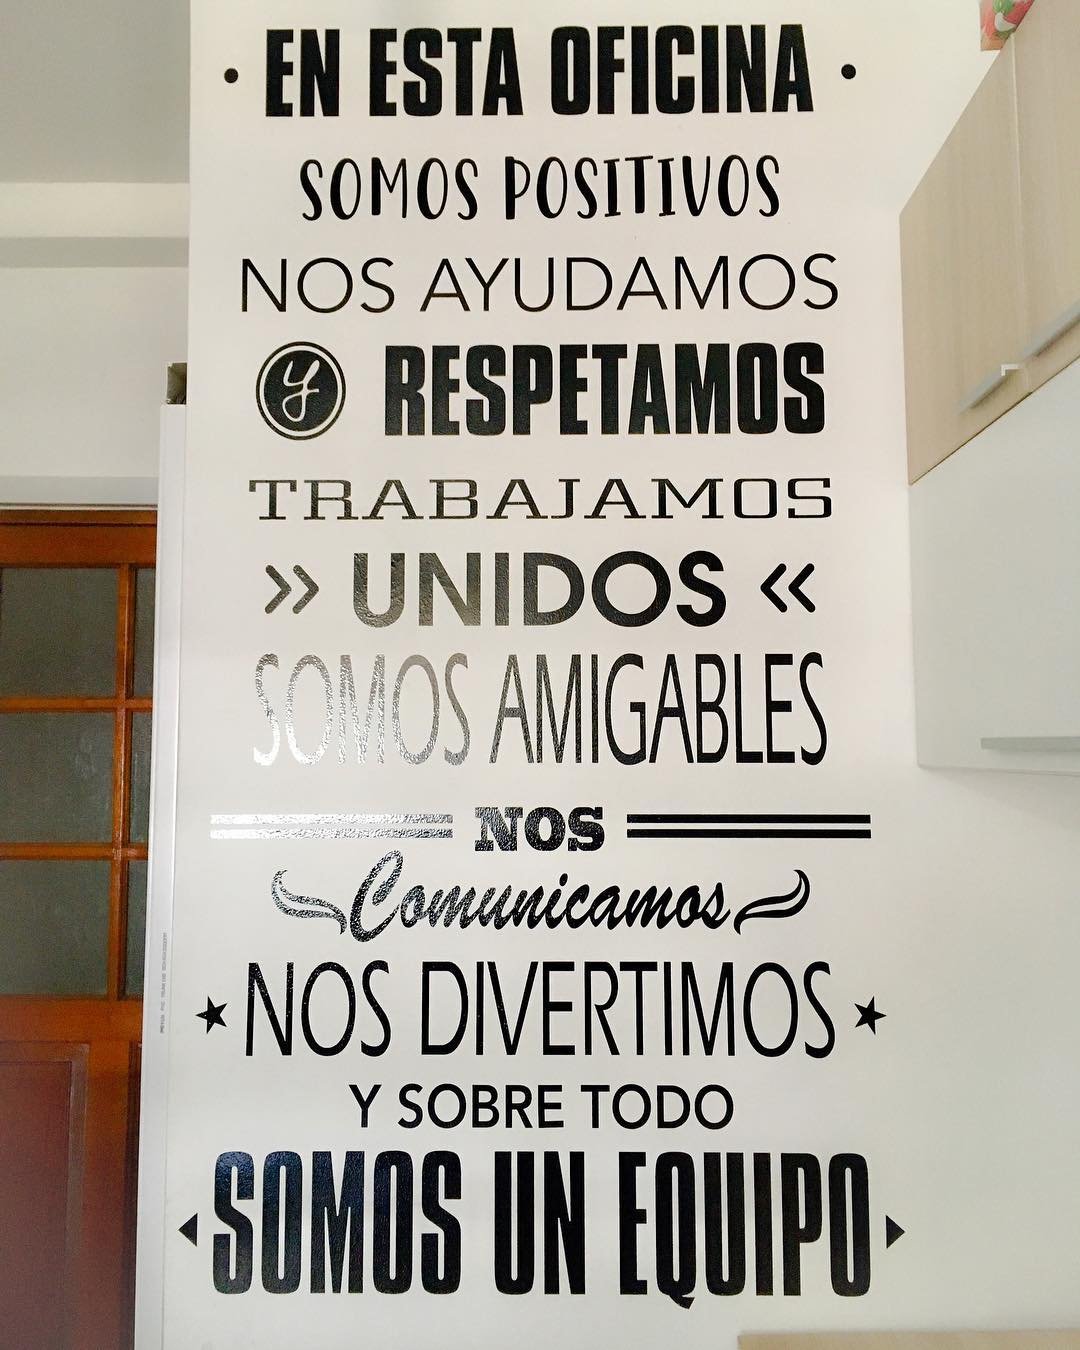 EN ESTA OFICINA
SOMOS POSITIVOS
NOS AYUDAMOS
y RESPETAMOS
TRABAJAMOS
UNIDOS
SOMOS AMIGABLES
NOS
Comunicamos
NOS DIVERTIMOS
Y SOBRE TODO
SOMOS UN EQUIPO